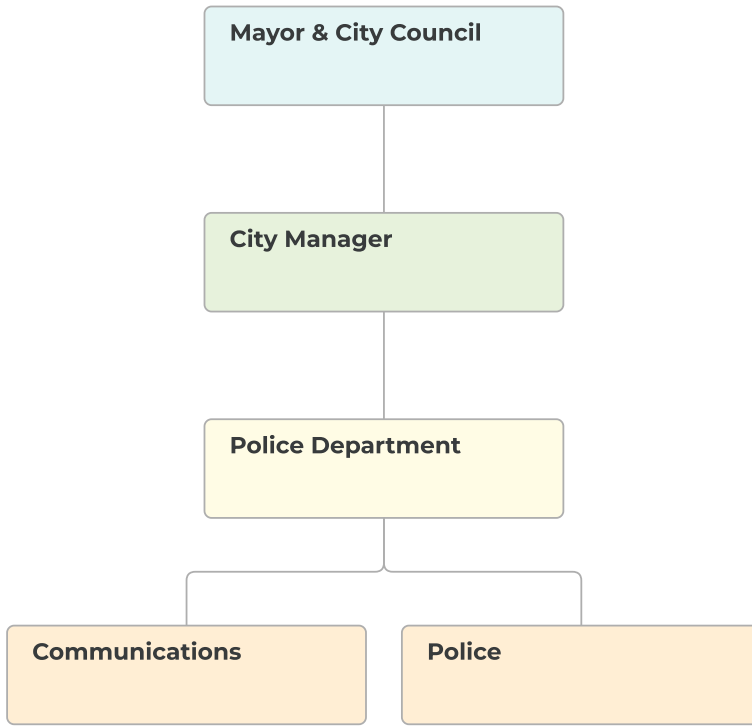 Mayor & City Council
City Manager
Police Department
Communications
Police